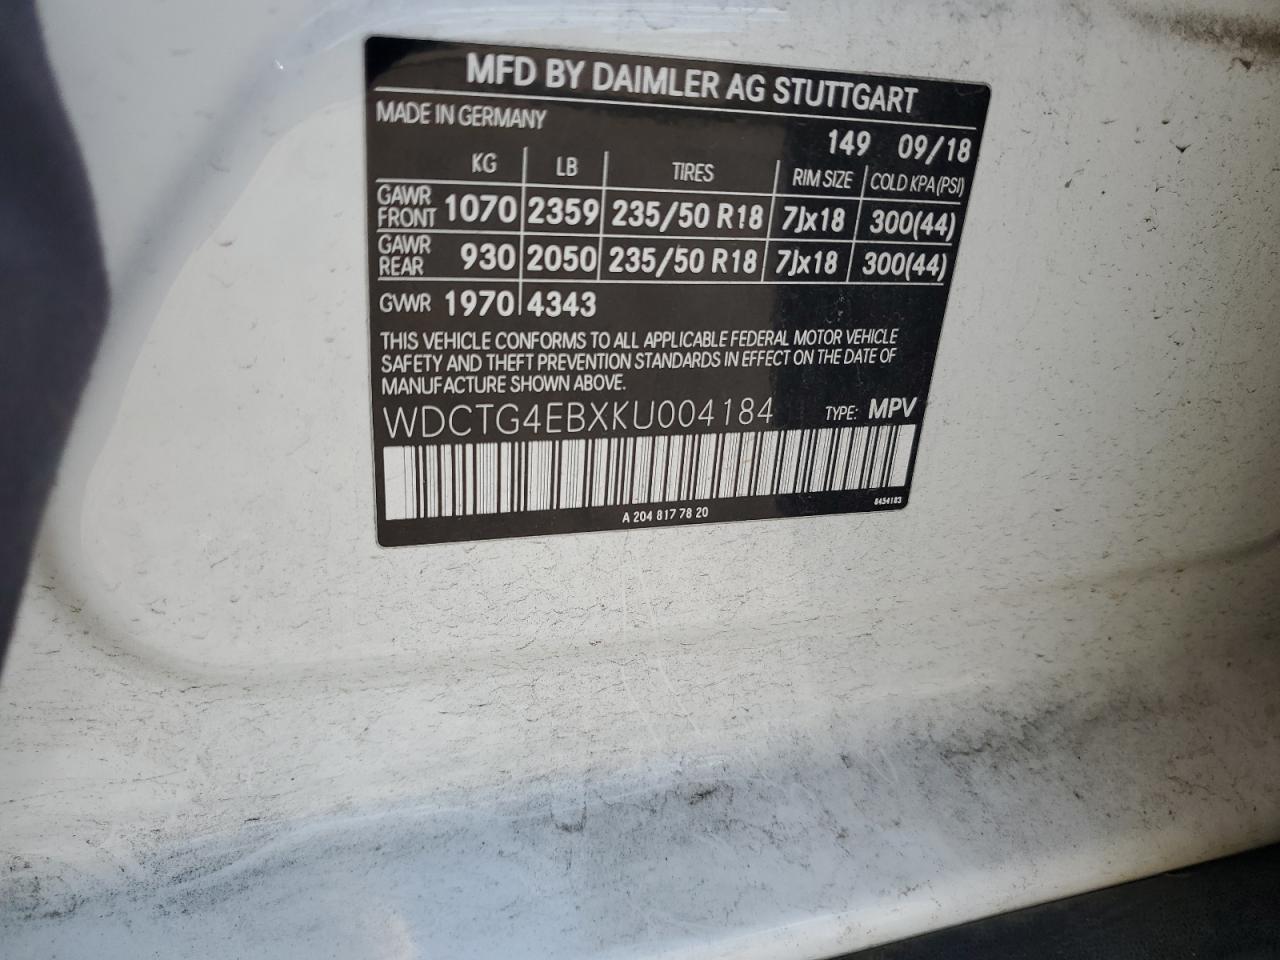 MFD BY DAIMLER AG STUTTGART
MADE IN GERMANY
149 09/18
KG LB TIRES RIM SIZE COLD KPA(PSI)
GAWR FRONT 1070 2359 235/50 R18 7Jx18 300(44)
GAWR REAR 930 2050 235/50 R18 7Jx18 300(44)
GVWR 1970 4343
THIS VEHICLE CONFORMS TO ALL APPLICABLE FEDERAL MOTOR VEHICLE
SAFETY AND THEFT PREVENTION STANDARDS IN EFFECT ON THE DATE OF
MANUFACTURE SHOWN ABOVE.
WDCTG4EBXKU004184 TYPE: MPV
A 204 817 78 20
8454183